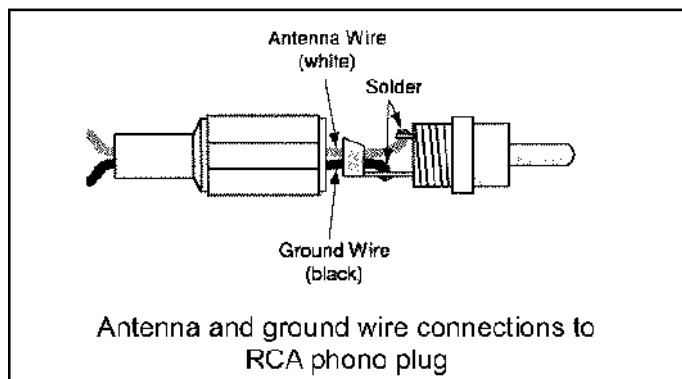 Antenna Wire
(white)
Solder
Ground Wire
(black)
Antenna and ground wire connections to
RCA phono plug